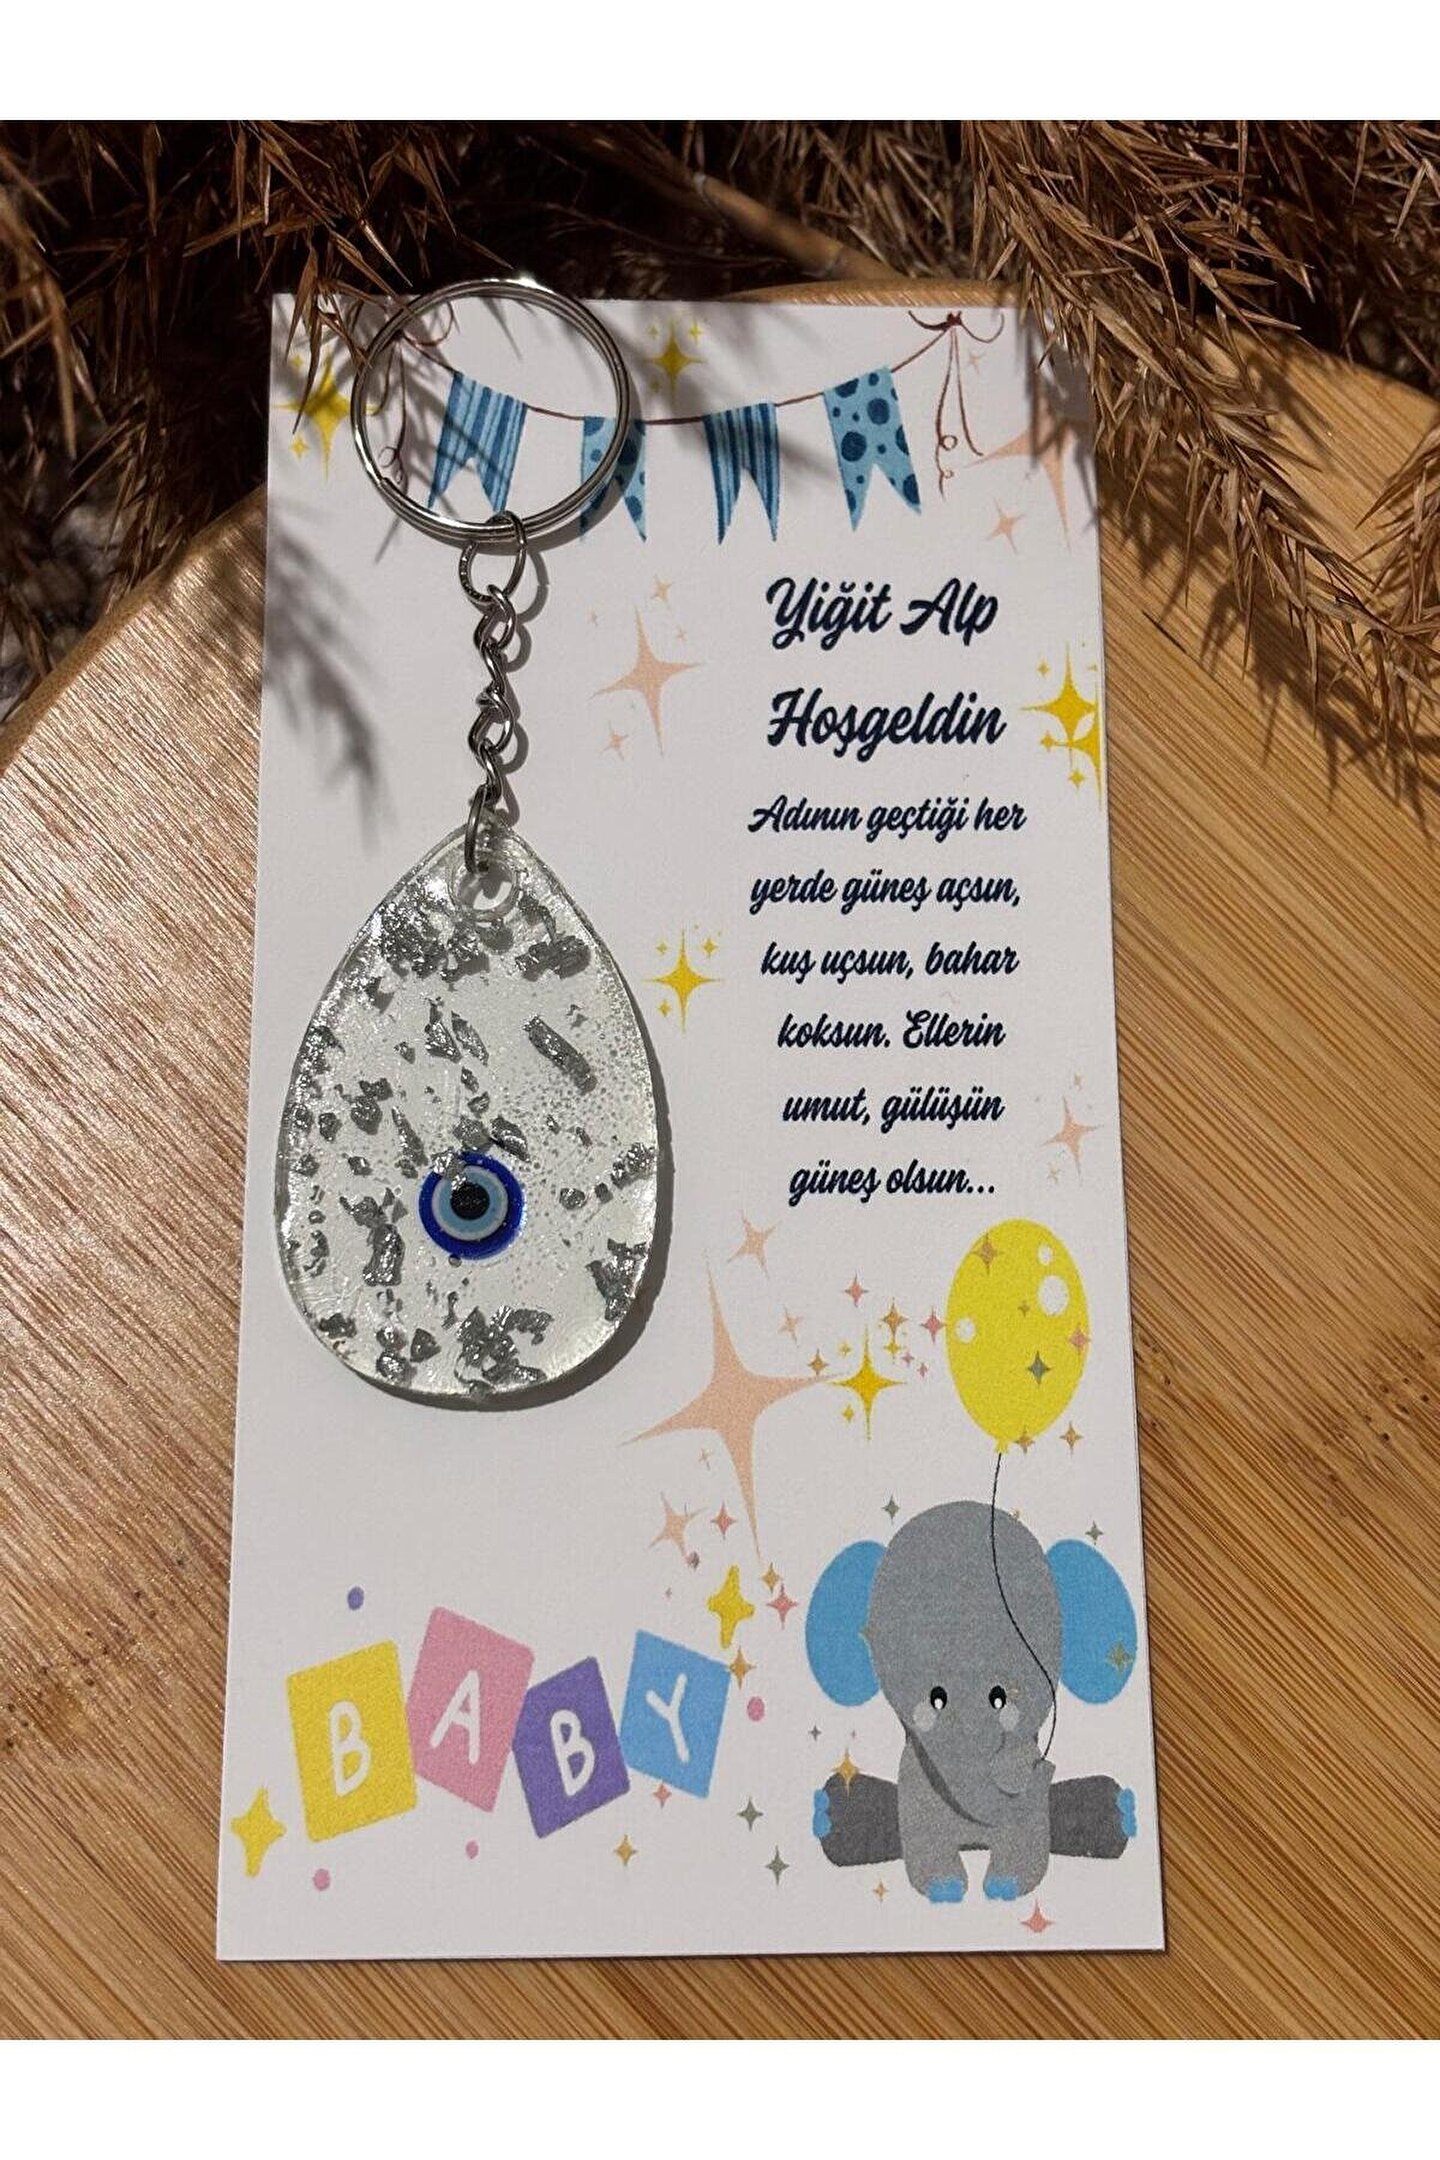 Yiğit Alp
Hoşgeldin
Adının geçtiği her
yerde güneş açsın,
kuş uçsun, bahar
koksun. Ellerin
umut, gülüşün
güneş olsun...
BABY